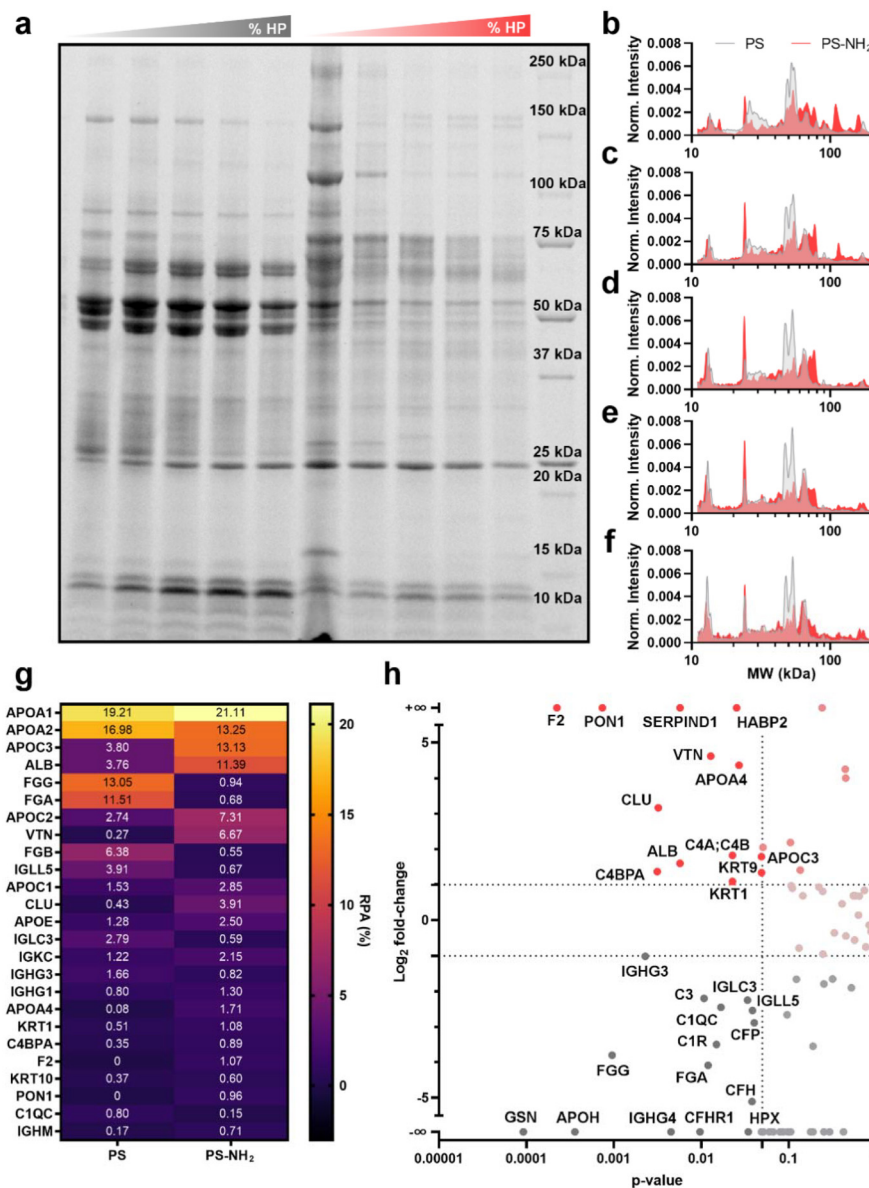 a
% HP
% HP
250 kDa
150 kDa
100 kDa
75 kDa
50 kDa
37 kDa
25 kDa
20 kDa
15 kDa
10 kDa
b
PS
PS-NH2
Norm. Intensity
0.008
0.006
0.004
0.002
0.000
10
100
c
Norm. Intensity
0.008
0.006
0.004
0.002
0.000
10
100
d
Norm. Intensity
0.008
0.006
0.004
0.002
0.000
10
100
e
Norm. Intensity
0.008
0.006
0.004
0.002
0.000
10
100
f
Norm. Intensity
0.008
0.006
0.004
0.002
0.000
10
100
MW (kDa)
g
APOA1 19.21 21.11
APOA2 16.98 13.25
APOC3 3.80 13.13
ALB 3.76 11.39
FGG 13.05 0.94
FGA 11.51 0.68
APOC2 2.74 7.31
VTN 0.27 6.67
FGB 6.38 0.55
IGLL5 3.91 0.67
APOC1 1.53 2.85
CLU 0.43 3.91
APOE 1.28 2.50
IGLC3 2.79 0.59
IGKC 1.22 2.15
IGHG3 1.66 0.82
IGHG1 0.80 1.30
APOA4 0.08 1.71
KRT1 0.51 1.08
C4BPA 0.35 0.89
F2 0 1.07
KRT10 0.37 0.60
PON1 0 0.96
C1QC 0.80 0.15
IGHM 0.17 0.71
PS PS-NH2
20
15
10
5
0
RPA (%)
h
+∞
5
0
-5
-∞
Log2 fold-change
F2 PON1 SERPIND1 HABP2
VTN
APOA4
CLU
C4A;C4B
ALB
APOC3
C4BPA
KRT9
KRT1
IGHG3
C3 IGLC3
IGLL5
C1QC
CFP
C1R
FGG
FGA
CFH
GSN APOH IGHG4 CFHR1 HPX
0.00001 0.0001 0.001 0.01 0.1
p-value